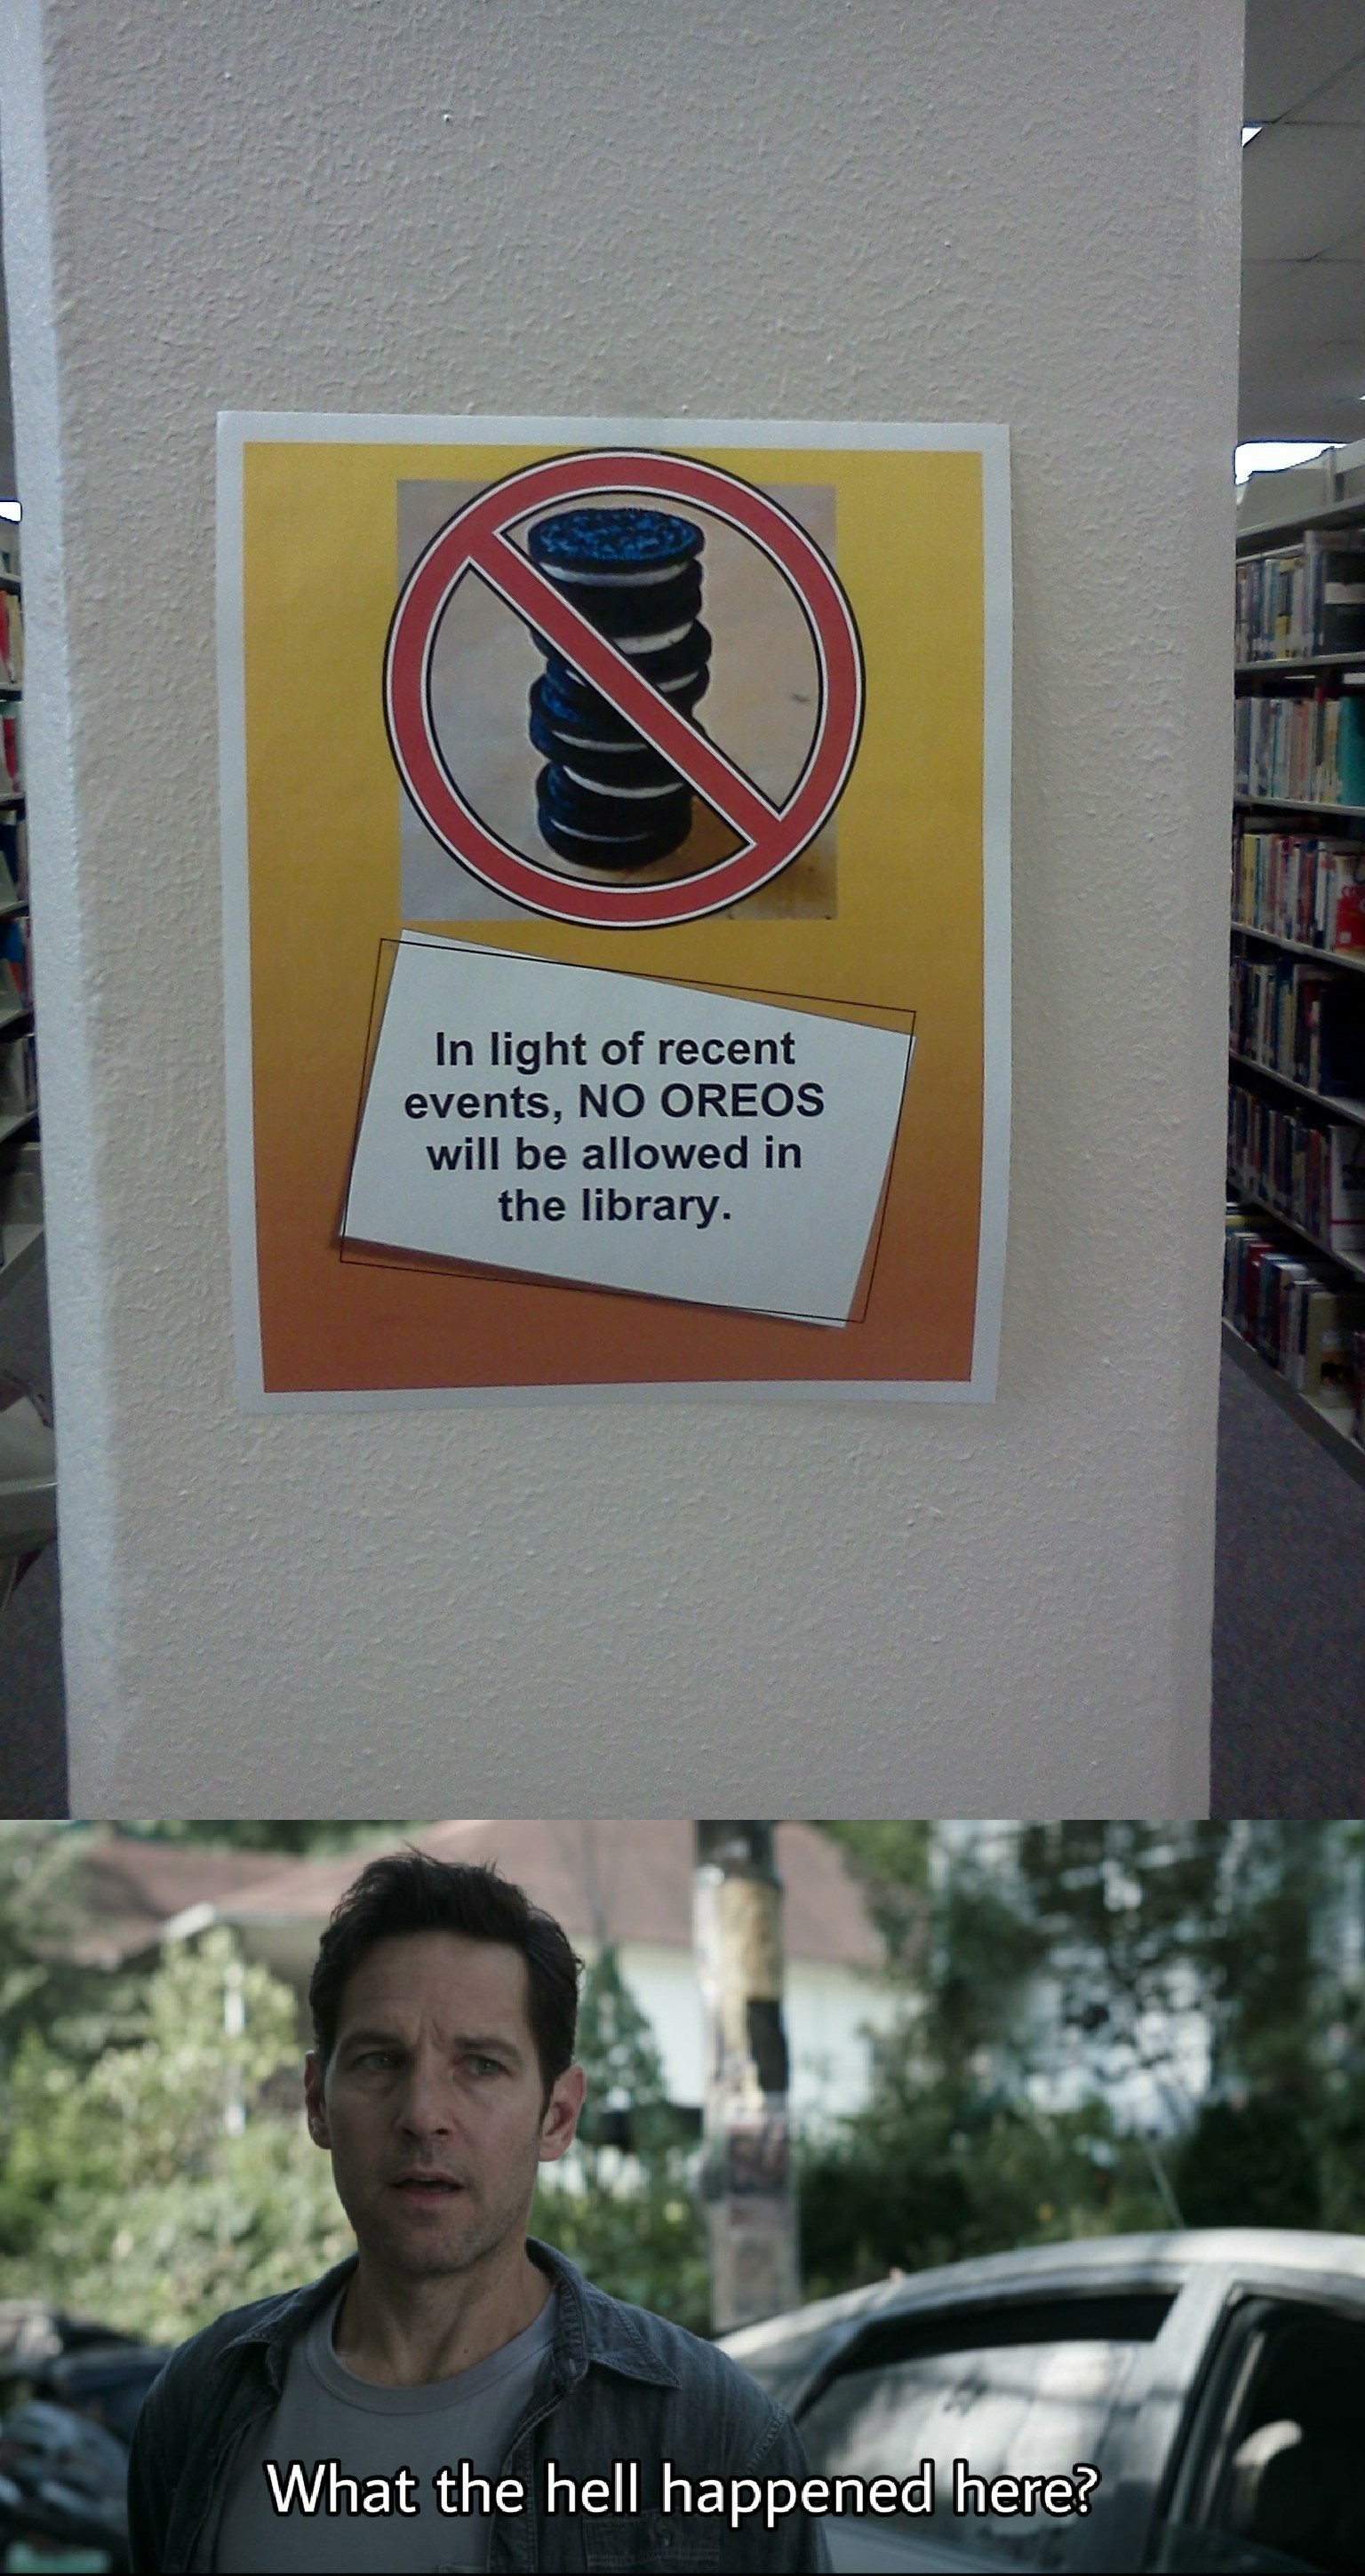 In light of recent
events, NO OREOS
will be allowed in
the library.
What the hell happened here?